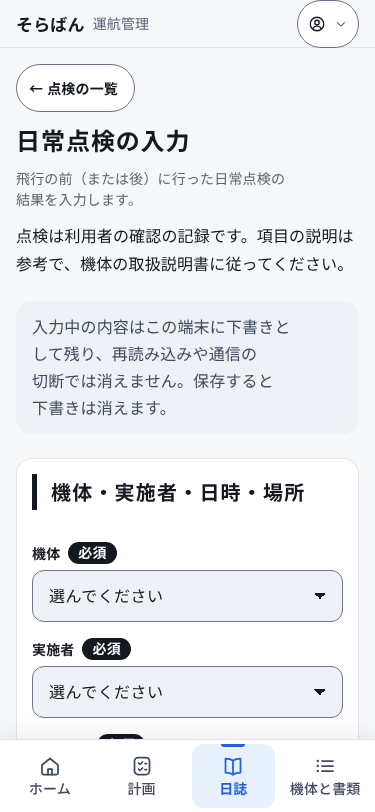 そらばん 運航管理
← 点検の一覧
日常点検の入力
飛行の前（または後）に行った日常点検の
結果を入力します。
点検は利用者の確認の記録です。項目の説明は
参考で、機体の取扱説明書に従ってください。
入力中の内容はこの端末に下書きと
して残り、再読み込みや通信の
切断では消えません。保存すると
下書きは消えます。
機体・実施者・日時・場所
機体 必須
選んでください
実施者 必須
選んでください
ホーム 計画 日誌 機体と書類